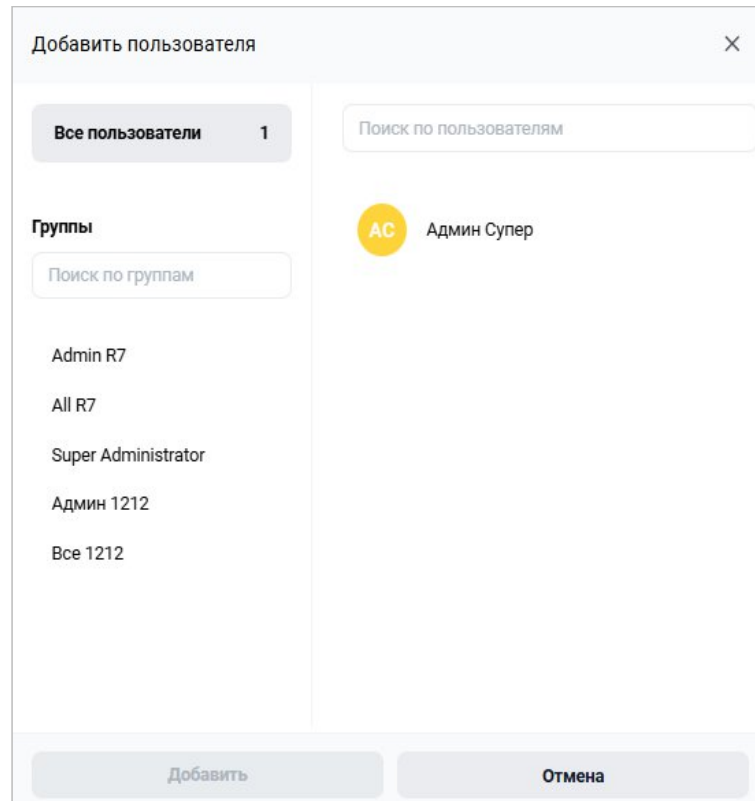 Добавить пользователя
Все пользователи 1
Группы
Поиск по группам
Admin R7
All R7
Super Administrator
Админ 1212
Все 1212
Поиск по пользователям
АС Админ Супер
Добавить
Отмена